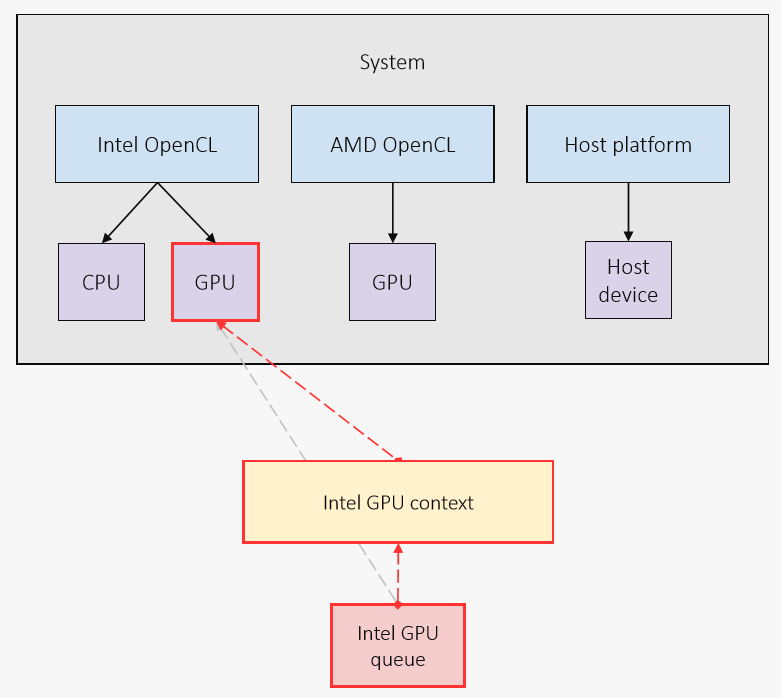 System
Intel OpenCL
AMD OpenCL
Host platform
CPU
GPU
GPU
Host
device
Intel GPU context
Intel GPU
queue